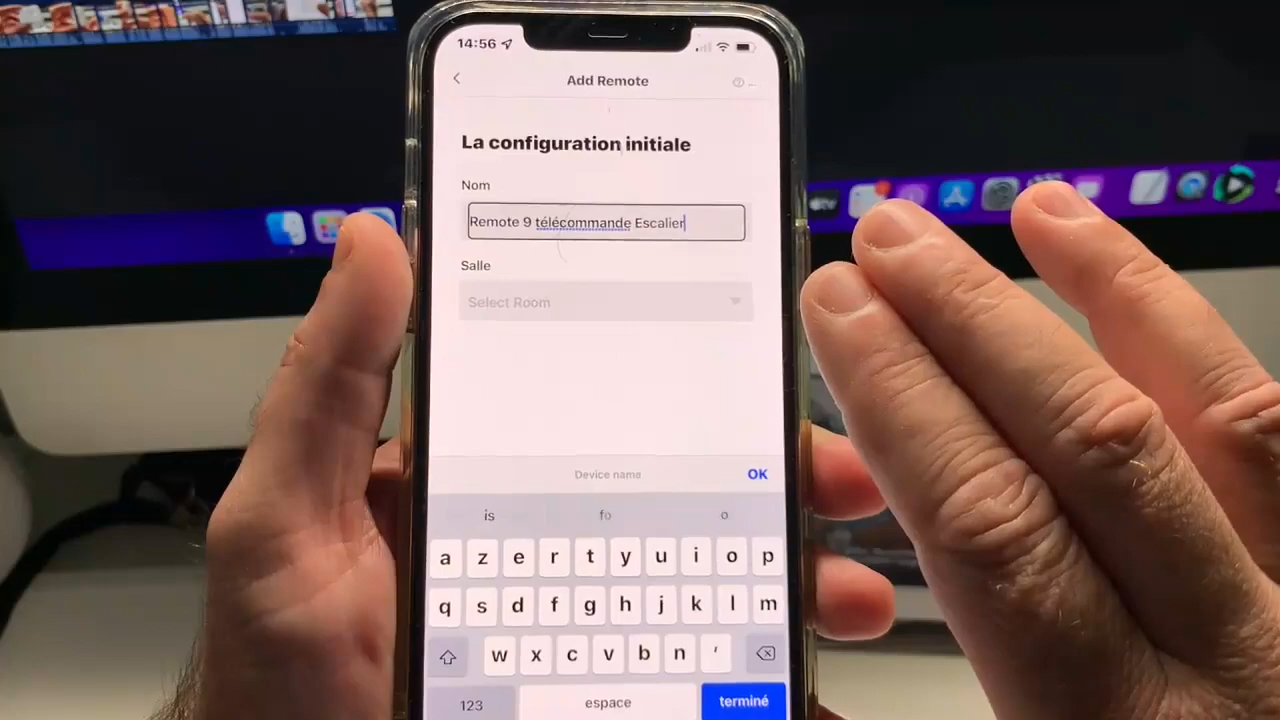 14:56
Add Remote
La configuration initiale
Nom
Remote 9 télécommande Escalier
Salle
Select Room
Device name OK
is fo o
a z e r t y u i o p
q s d f g h j k l m
w x c v b n ’
123 espace terminé
tv